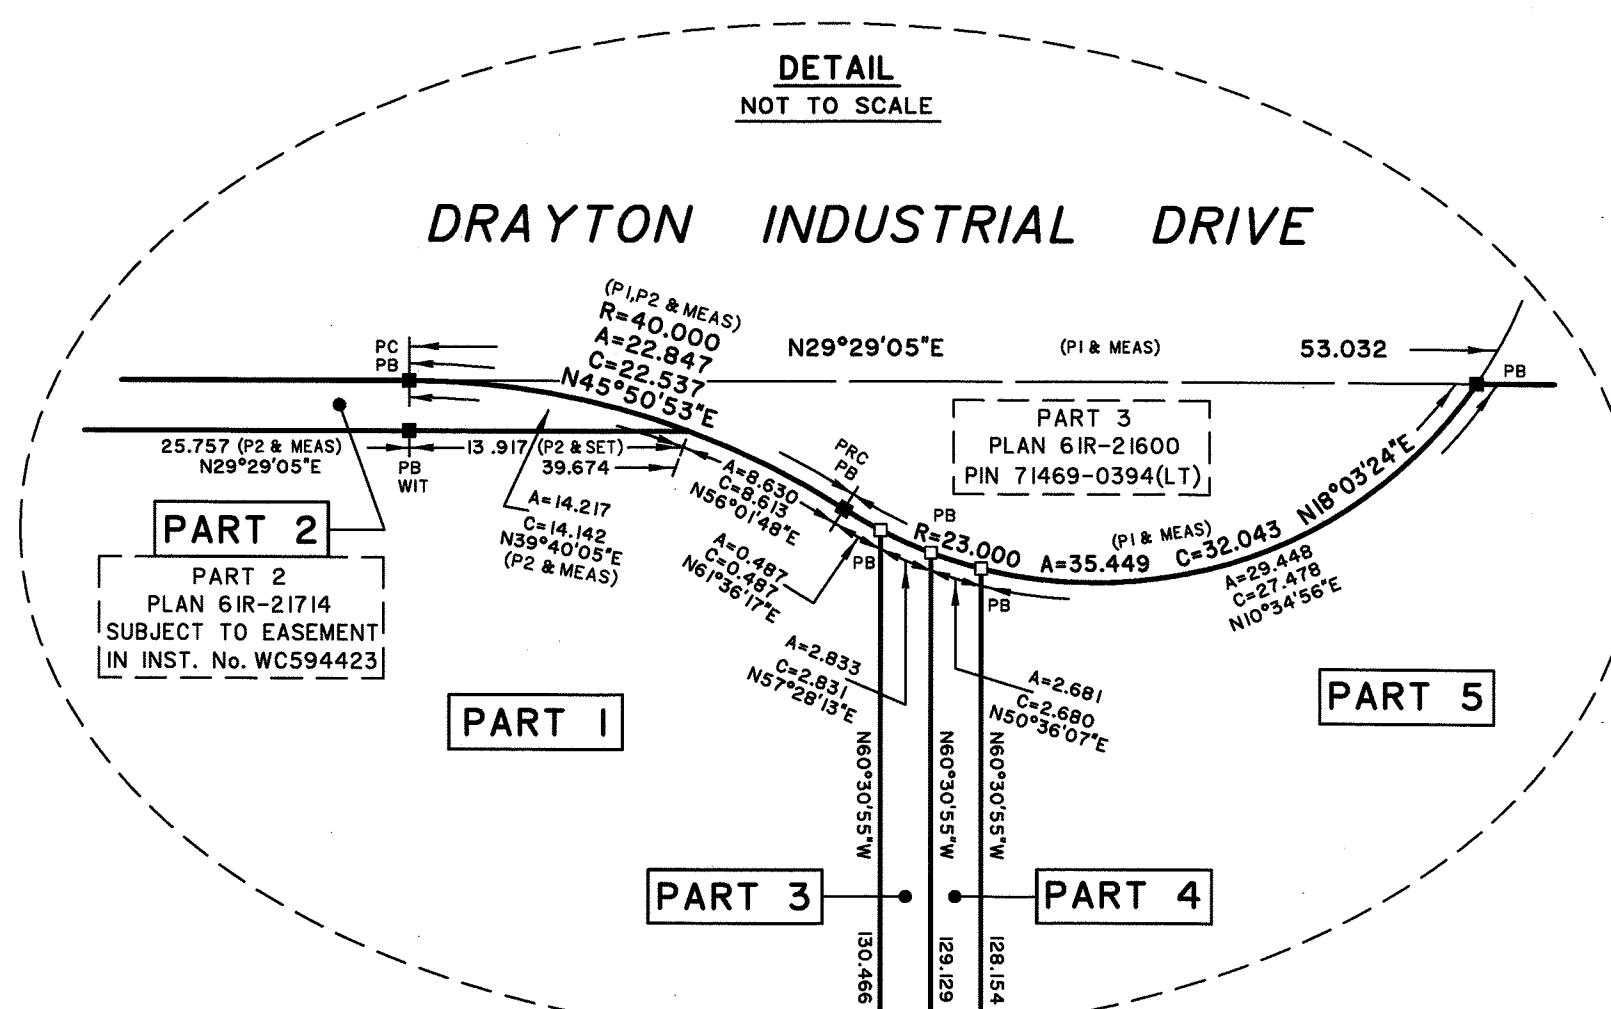 DETAIL
NOT TO SCALE
DRAYTON INDUSTRIAL DRIVE
(P1,P2 & MEAS)
R=40.000
A=22.847
C=22.537
N45°50'53"E
PC
PB
N29°29'05"E
(P1 & MEAS)
53.032
PB
25.757 (P2 & MEAS)
N29°29'05"E
13.917 (P2 & SET)
39.674
PB
WIT
PRC
PB
PART 3
PLAN 61R-21600
PIN 71469-0394(LT)
A=8.630
C=8.613
N56°01'48"E
A=14.217
C=14.142
N39°40'05"E
(P2 & MEAS)
PART 2
PART 2
PLAN 61R-21714
SUBJECT TO EASEMENT
IN INST. No. WC594423
A=0.487
C=0.487
N61°36'17"E
PB
PB
R=23.000
A=35.449
(P1 & MEAS)
C=32.043
N18°03'24"E
A=29.448
C=27.478
N10°34'56"E
PB
A=2.833
C=2.831
N57°28'13"E
A=2.681
C=2.680
N50°36'07"E
PART 1
PART 5
N60°30'55"W
N60°30'55"W
N60°30'55"W
PART 3
PART 4
130.466
129.129
128.154